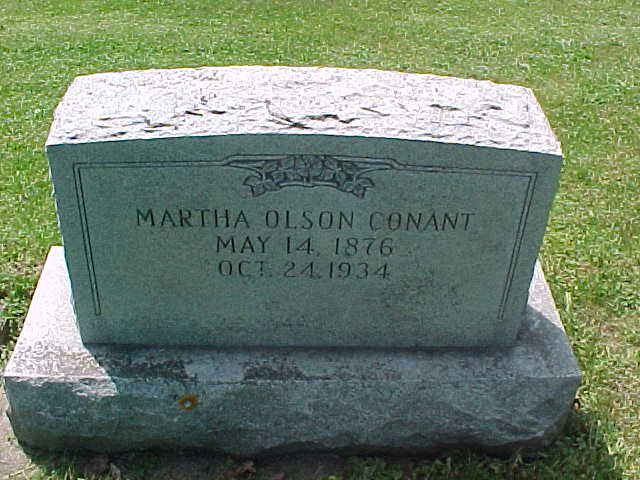 MARTHA OLSON CONANT
MAY 14, 1876
OCT. 24, 1934